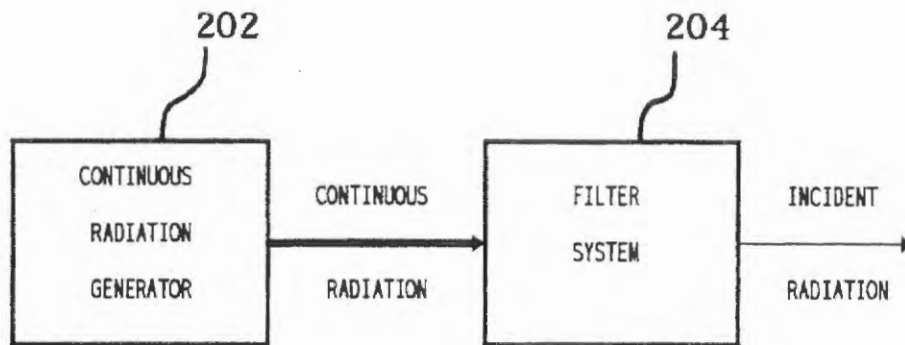 202
204
CONTINUOUS
RADIATION
GENERATOR
CONTINUOUS
RADIATION
FILTER
SYSTEM
INCIDENT
RADIATION